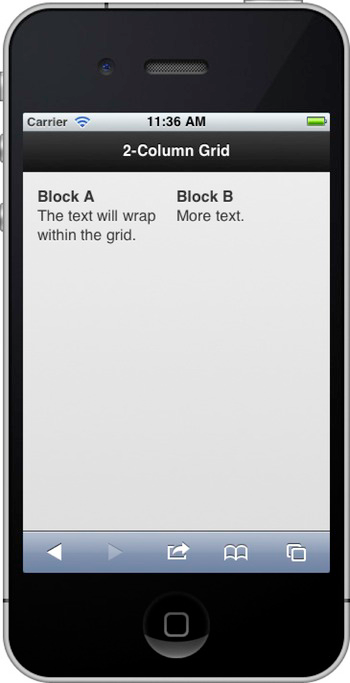 Carrier 11:36 AM
2-Column Grid
Block A Block B
The text will wrap More text.
within the grid.